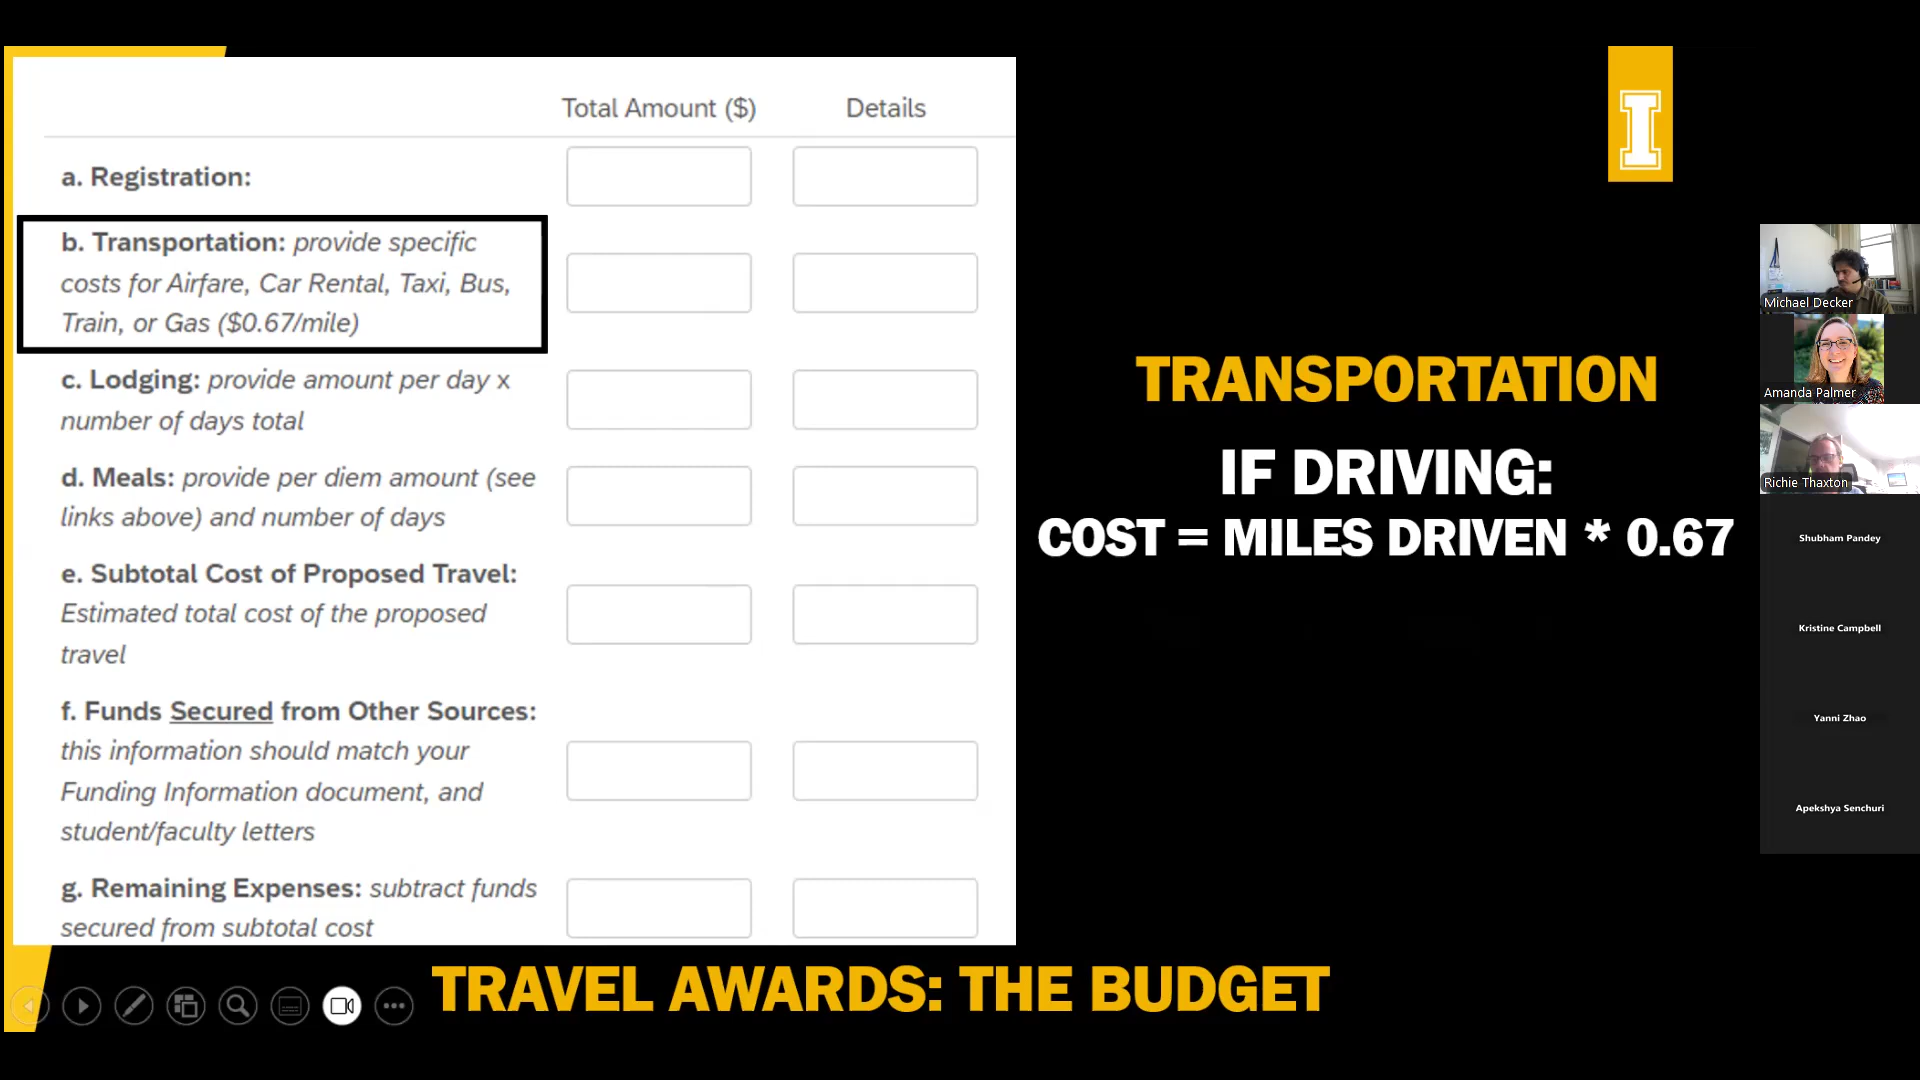 Total Amount ($) Details
a. Registration:
b. Transportation: provide specific
costs for Airfare, Car Rental, Taxi, Bus,
Train, or Gas ($0.67/mile)
c. Lodging: provide amount per day x
number of days total
d. Meals: provide per diem amount (see
links above) and number of days
e. Subtotal Cost of Proposed Travel:
Estimated total cost of the proposed
travel
f. Funds Secured from Other Sources:
this information should match your
Funding Information document, and
student/faculty letters
g. Remaining Expenses: subtract funds
secured from subtotal cost
I
TRANSPORTATION
IF DRIVING:
COST = MILES DRIVEN * 0.67
TRAVEL AWARDS: THE BUDGET
Michael Decker
Amanda Palmer
Richie Thaxton
Shubham Pandey
Kristine Campbell
Yanni Zhao
Apekshya Senchuri